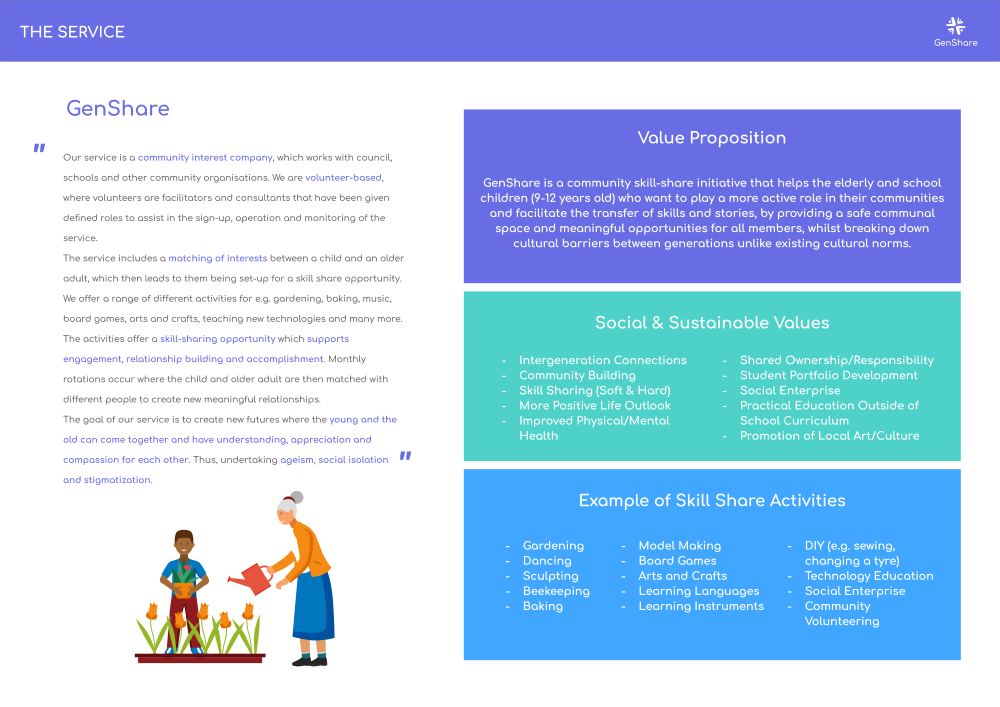 THE SERVICE
GenShare
GenShare
"
Our service is a community interest company, which works with council,
schools and other community organisations. We are volunteer-based,
where volunteers are facilitators and consultants that have been given
defined roles to assist in the sign-up, operation and monitoring of the
service.
The service includes a matching of interests between a child and an older
adult, which then leads to them being set-up for a skill share opportunity.
We offer a range of different activities for e.g. gardening, baking, music,
board games, arts and crafts, teaching new technologies and many more.
The activities offer a skill-sharing opportunity which supports
engagement, relationship building and accomplishment. Monthly
rotations occur where the child and older adult are then matched with
different people to create new meaningful relationships.
The goal of our service is to create new futures where the young and the
old can come together and have understanding, appreciation and
compassion for each other. Thus, undertaking ageism, social isolation
and stigmatization.
"
Value Proposition
GenShare is a community skill-share initiative that helps the elderly and school
children (9-12 years old) who want to play a more active role in their communities
and facilitate the transfer of skills and stories, by providing a safe communal
space and meaningful opportunities for all members, whilst breaking down
cultural barriers between generations unlike existing cultural norms.
Social & Sustainable Values
- Intergeneration Connections
- Community Building
- Skill Sharing (Soft & Hard)
- More Positive Life Outlook
- Improved Physical/Mental
Health
- Shared Ownership/Responsibility
- Student Portfolio Development
- Social Enterprise
- Practical Education Outside of
School Curriculum
- Promotion of Local Art/Culture
Example of Skill Share Activities
- Gardening
- Dancing
- Sculpting
- Beekeeping
- Baking
- Model Making
- Board Games
- Arts and Crafts
- Learning Languages
- Learning Instruments
- DIY (e.g. sewing,
changing a tyre)
- Technology Education
- Social Enterprise
- Community
Volunteering